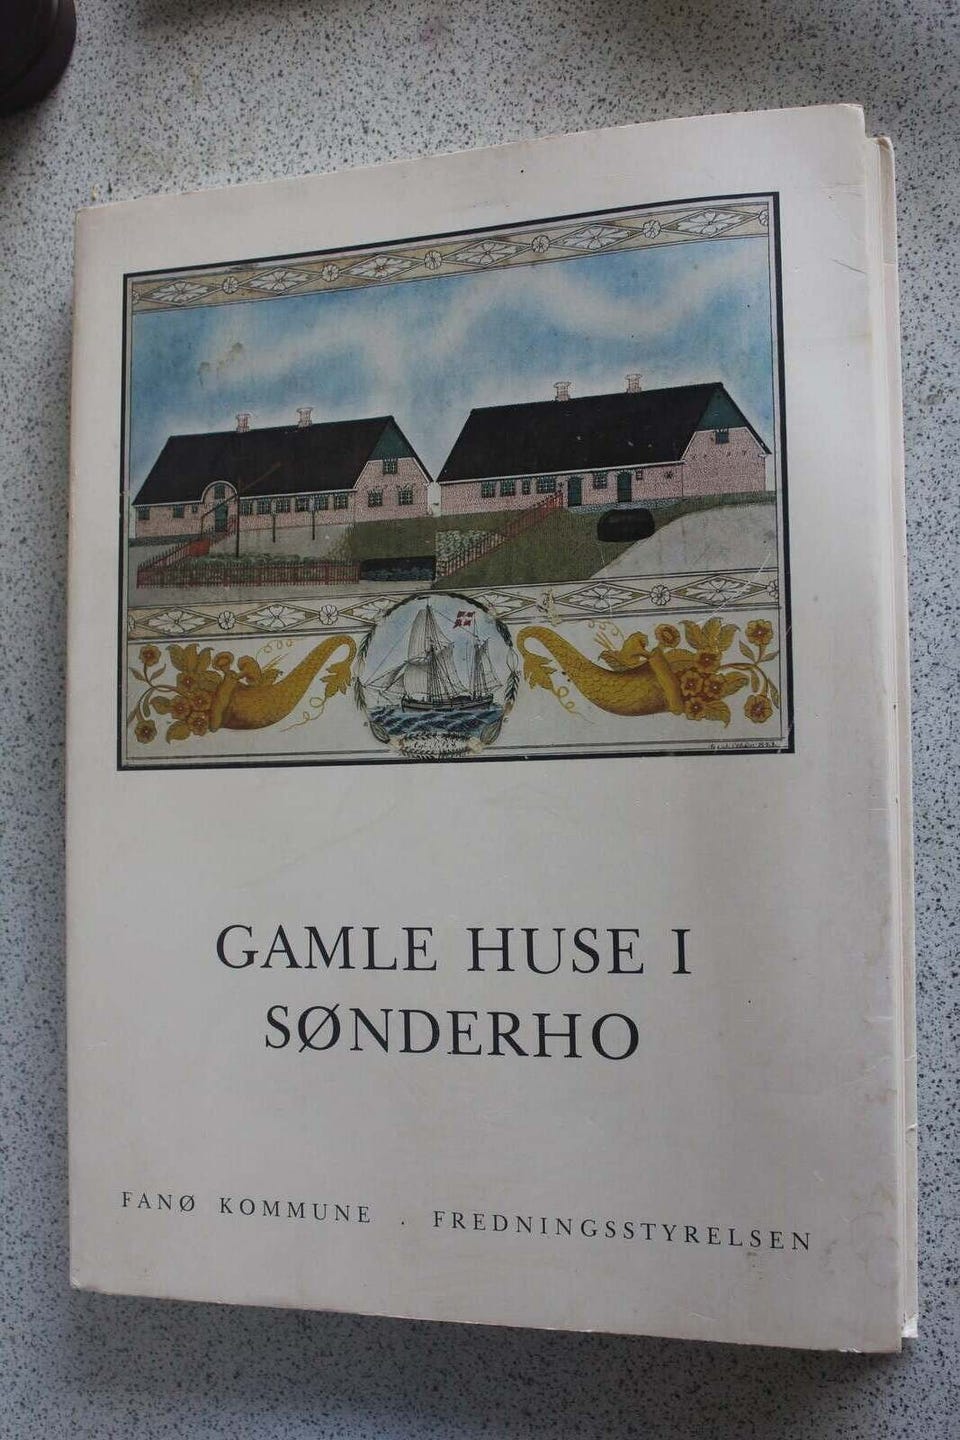 GAMLE HUSE I
SØNDERHO
FANØ KOMMUNE . FREDNINGSSTYRELSEN